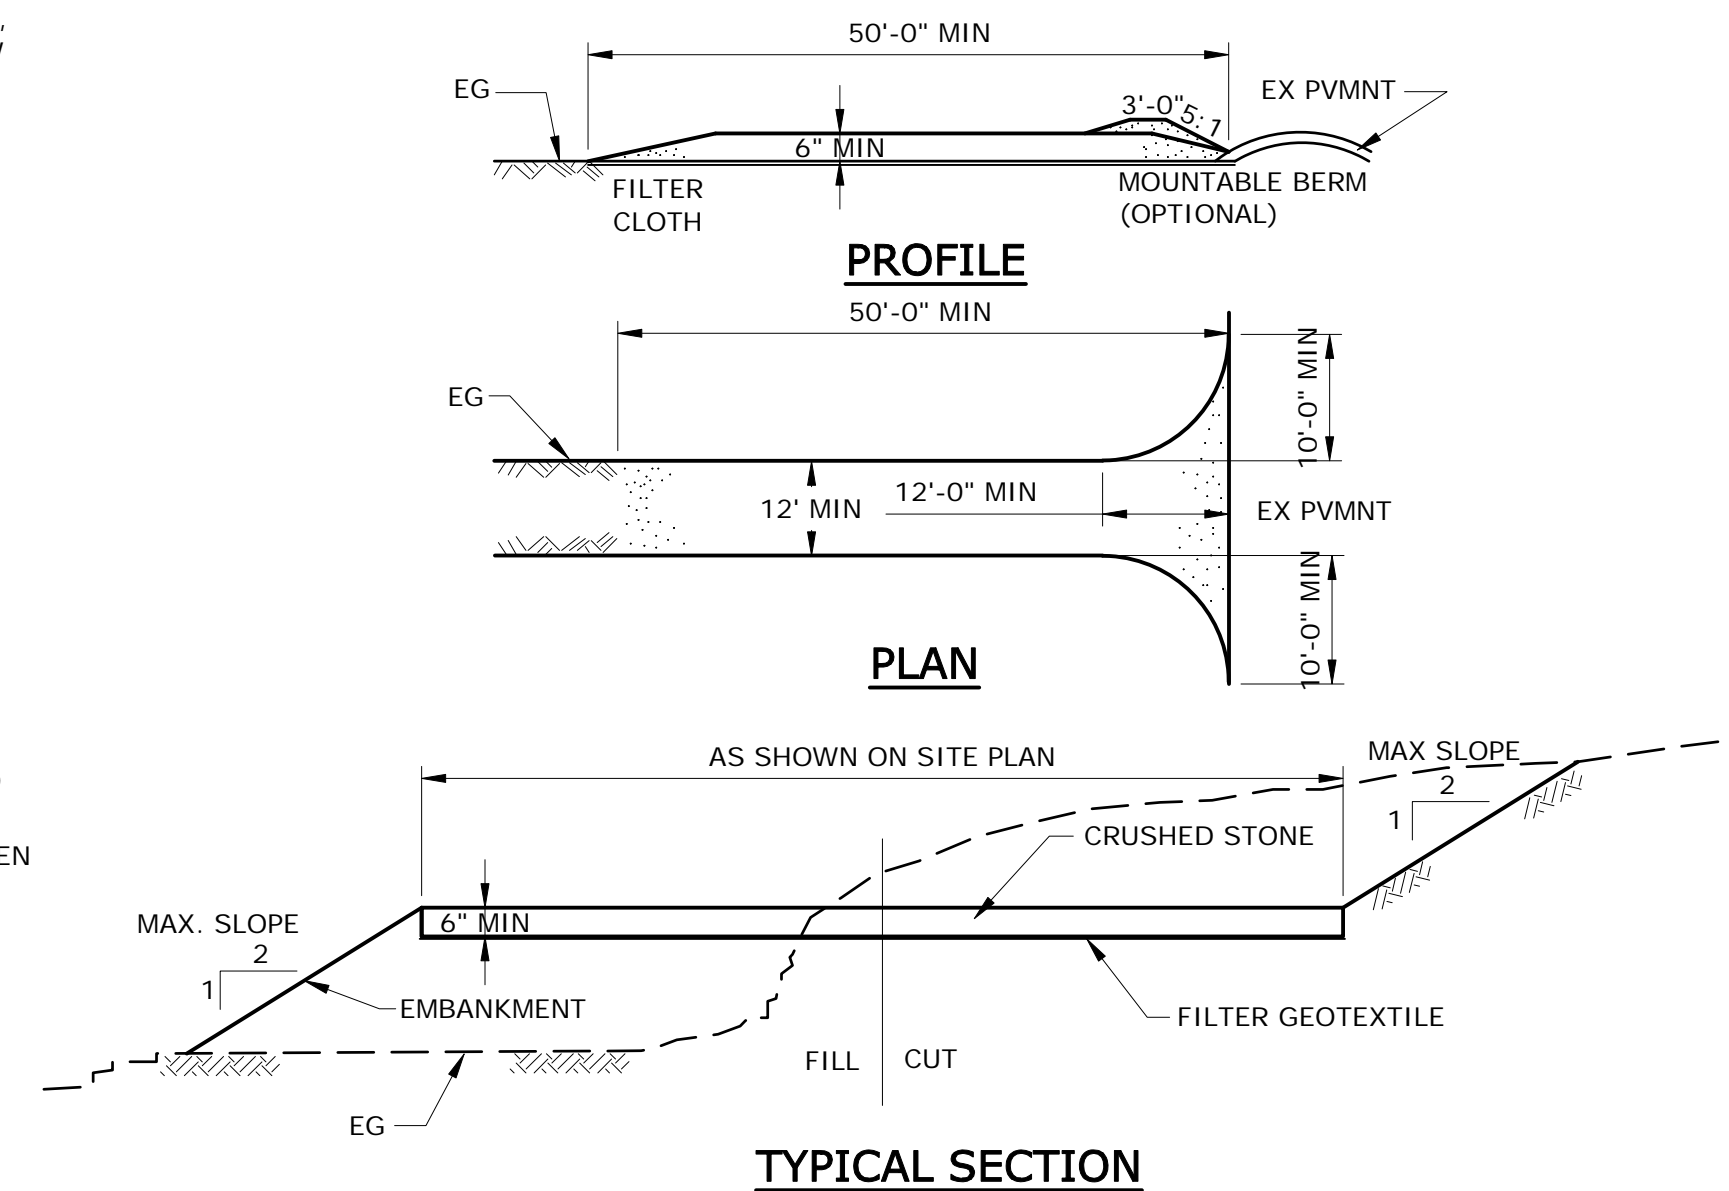 50'-0" MIN
EG
EX PVMNT
3'-0"
5:1
6" MIN
FILTER
CLOTH
MOUNTABLE BERM
(OPTIONAL)
PROFILE
50'-0" MIN
10'-0" MIN
EG
12' MIN
12'-0" MIN
EX PVMNT
10'-0" MIN
PLAN
AS SHOWN ON SITE PLAN
MAX SLOPE
2
1
CRUSHED STONE
EN
MAX. SLOPE
2
1
6" MIN
EMBANKMENT
FILTER GEOTEXTILE
FILL
CUT
EG
TYPICAL SECTION